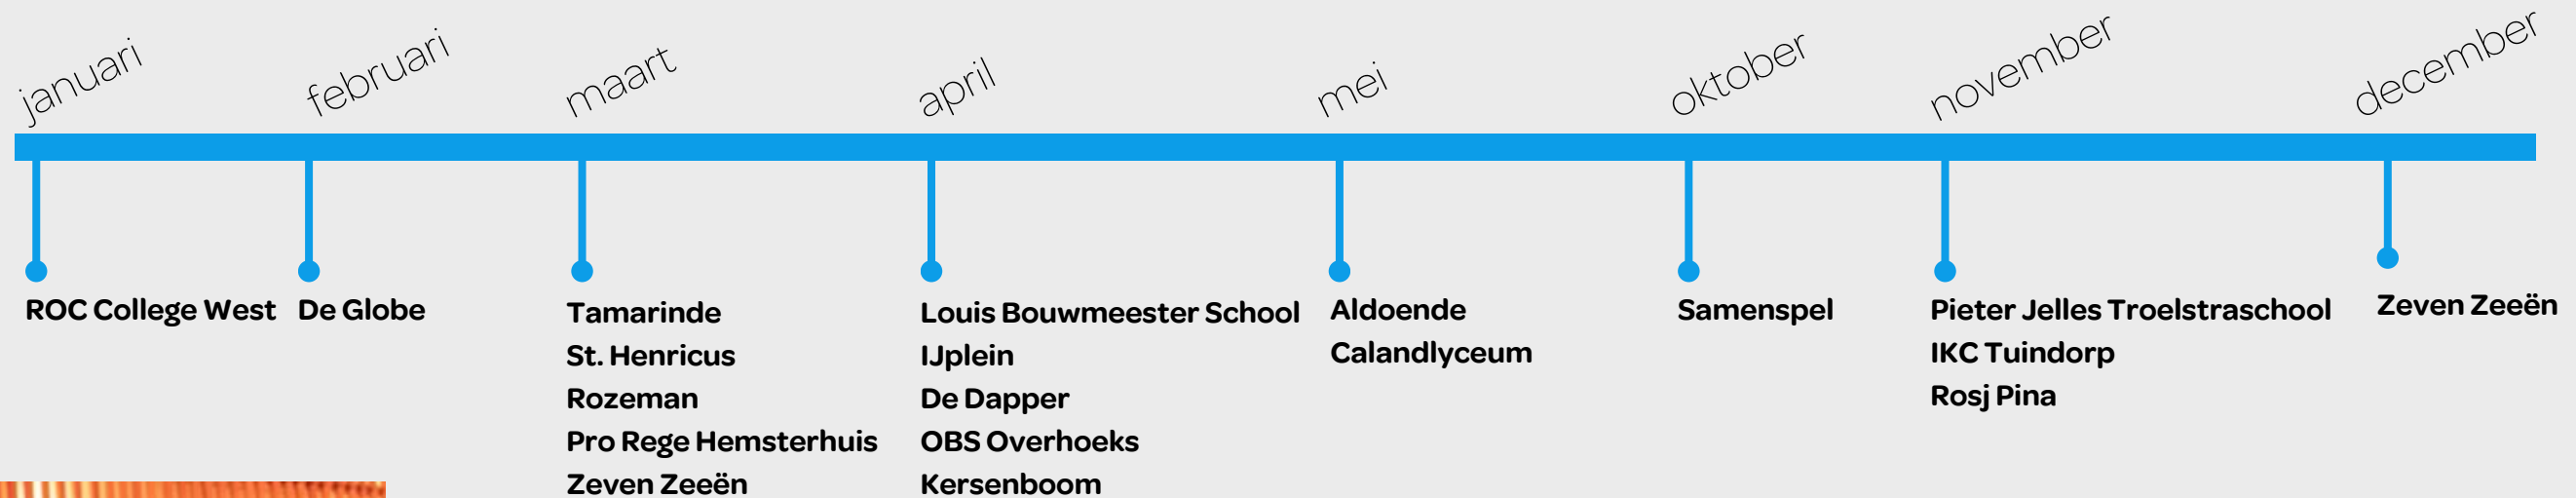 januari
februari
maart
april
mei
oktober
november
december
ROC College West
De Globe
Tamarinde
St. Henricus
Rozeman
Pro Rege Hemsterhuis
Zeven Zeeën
Louis Bouwmeester School
IJplein
De Dapper
OBS Overhoeks
Kersenboom
Aldoende
Calandlyceum
Samenspel
Pieter Jelles Troelstraschool
IKC Tuindorp
Rosj Pina
Zeven Zeeën